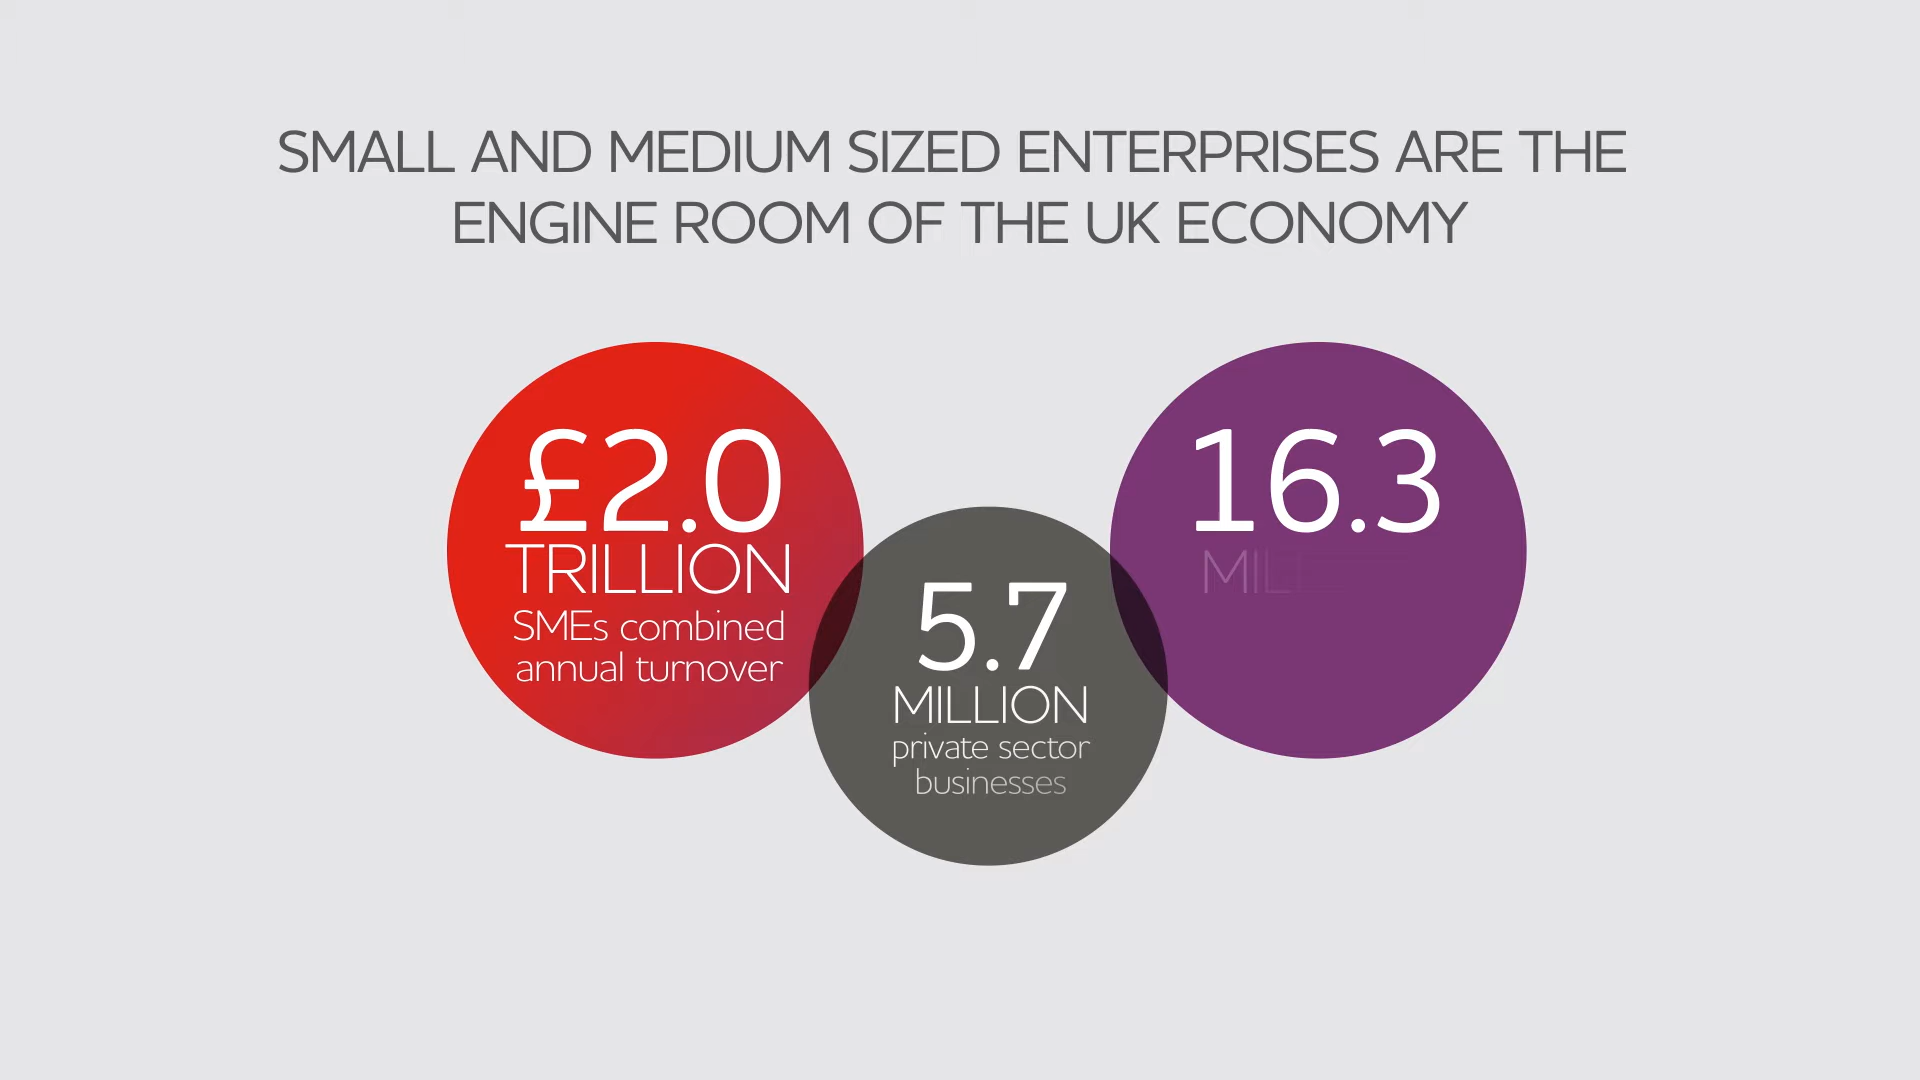 SMALL AND MEDIUM SIZED ENTERPRISES ARE THE
ENGINE ROOM OF THE UK ECONOMY
£2.0
TRILLION
SMEs combined
annual turnover
5.7
MILLION
private sector
businesses
16.3
MIL